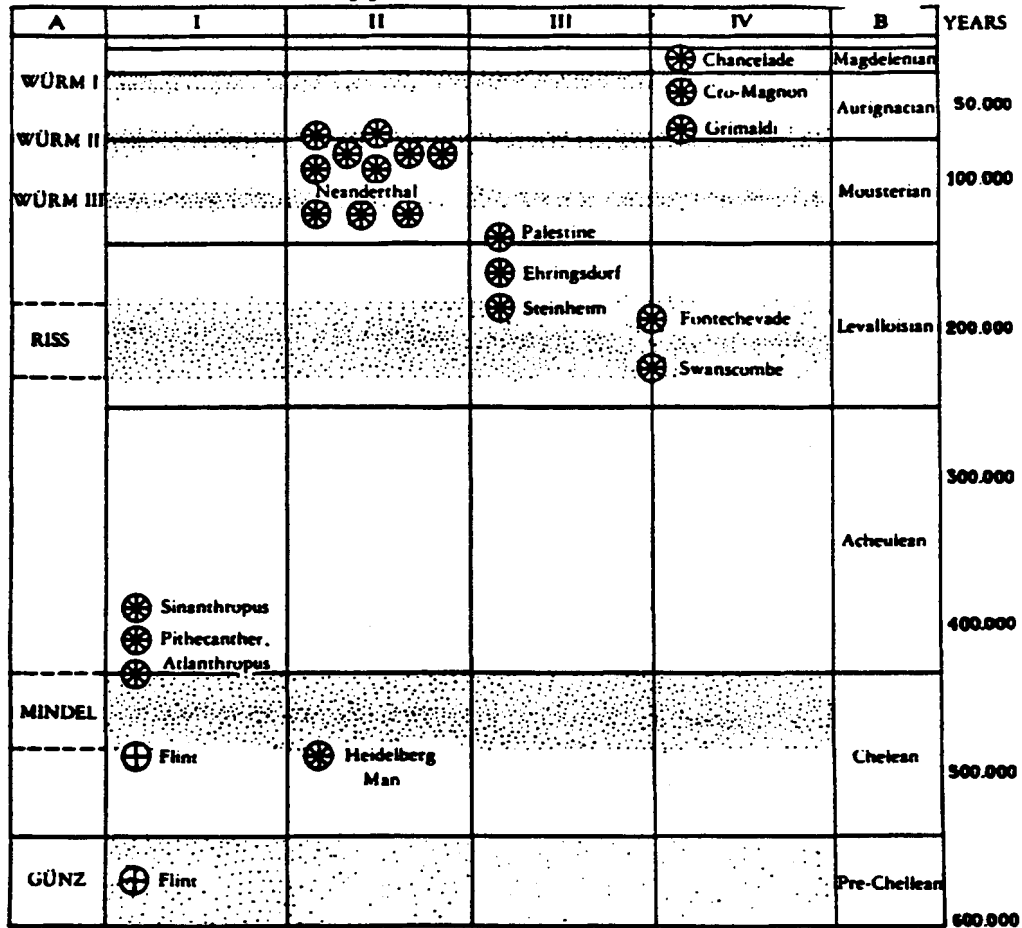 A I II III IV B YEARS
Chancelade Magdelenian
WÜRM I
Cro-Magnon Aurignacian 50.000
Grimaldi
WÜRM II
100.000
Neanderthal Mousterian
WÜRM III
Palestine
Ehringsdorf
Steinheim
Fontechevade Levalloisian 200.000
RISS
Swanscombe
300.000
Acheulean
Sinanthropus
400.000
Pithecanther.
Atlanthropus
MINDEL
Flint Heidelberg Chelean
Man 500.000
GÜNZ Flint Pre-Chellean
600.000